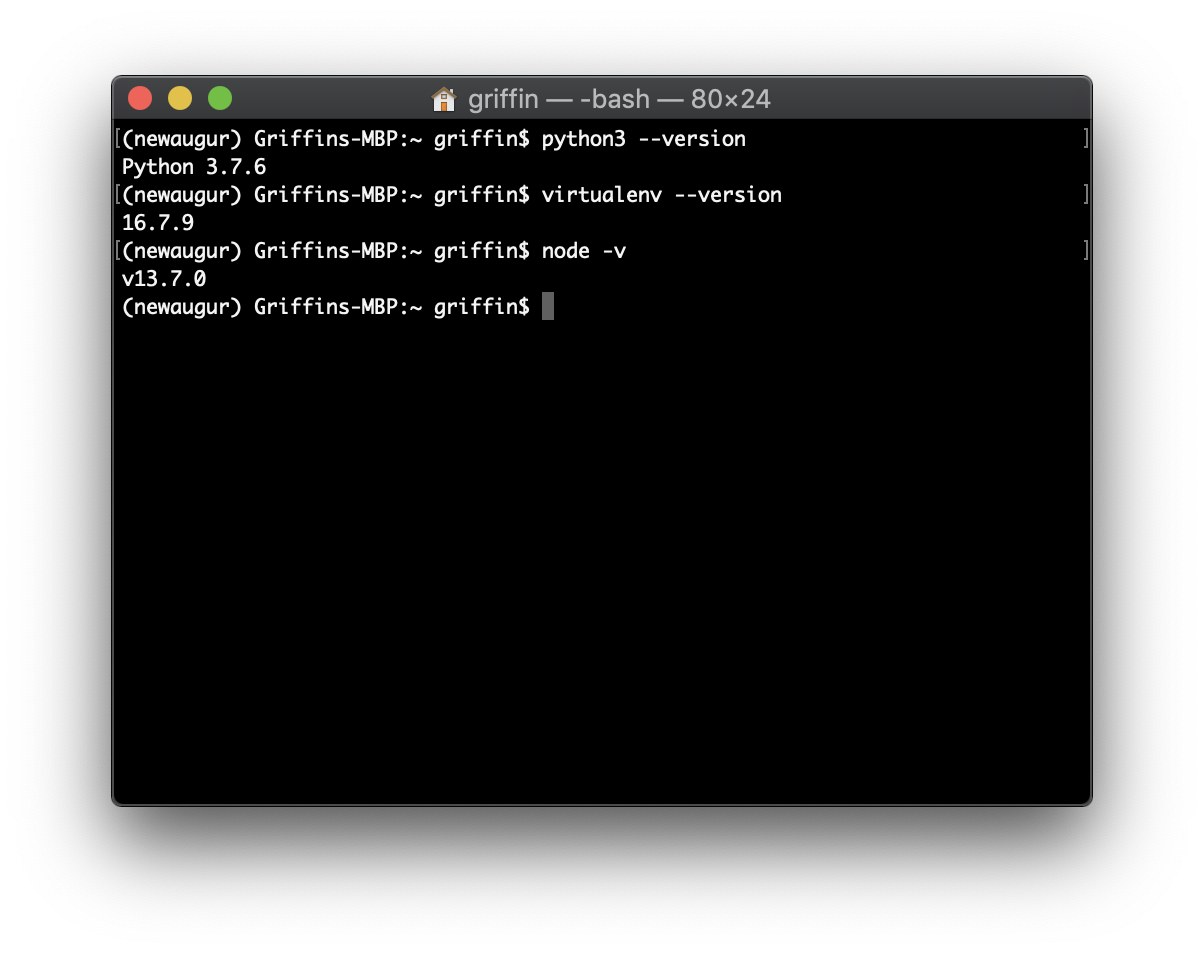 griffin — -bash — 80×24
[(newaugur) Griffins-MBP:~ griffin$ python3 --version ]
Python 3.7.6
[(newaugur) Griffins-MBP:~ griffin$ virtualenv --version ]
16.7.9
[(newaugur) Griffins-MBP:~ griffin$ node -v ]
v13.7.0
(newaugur) Griffins-MBP:~ griffin$